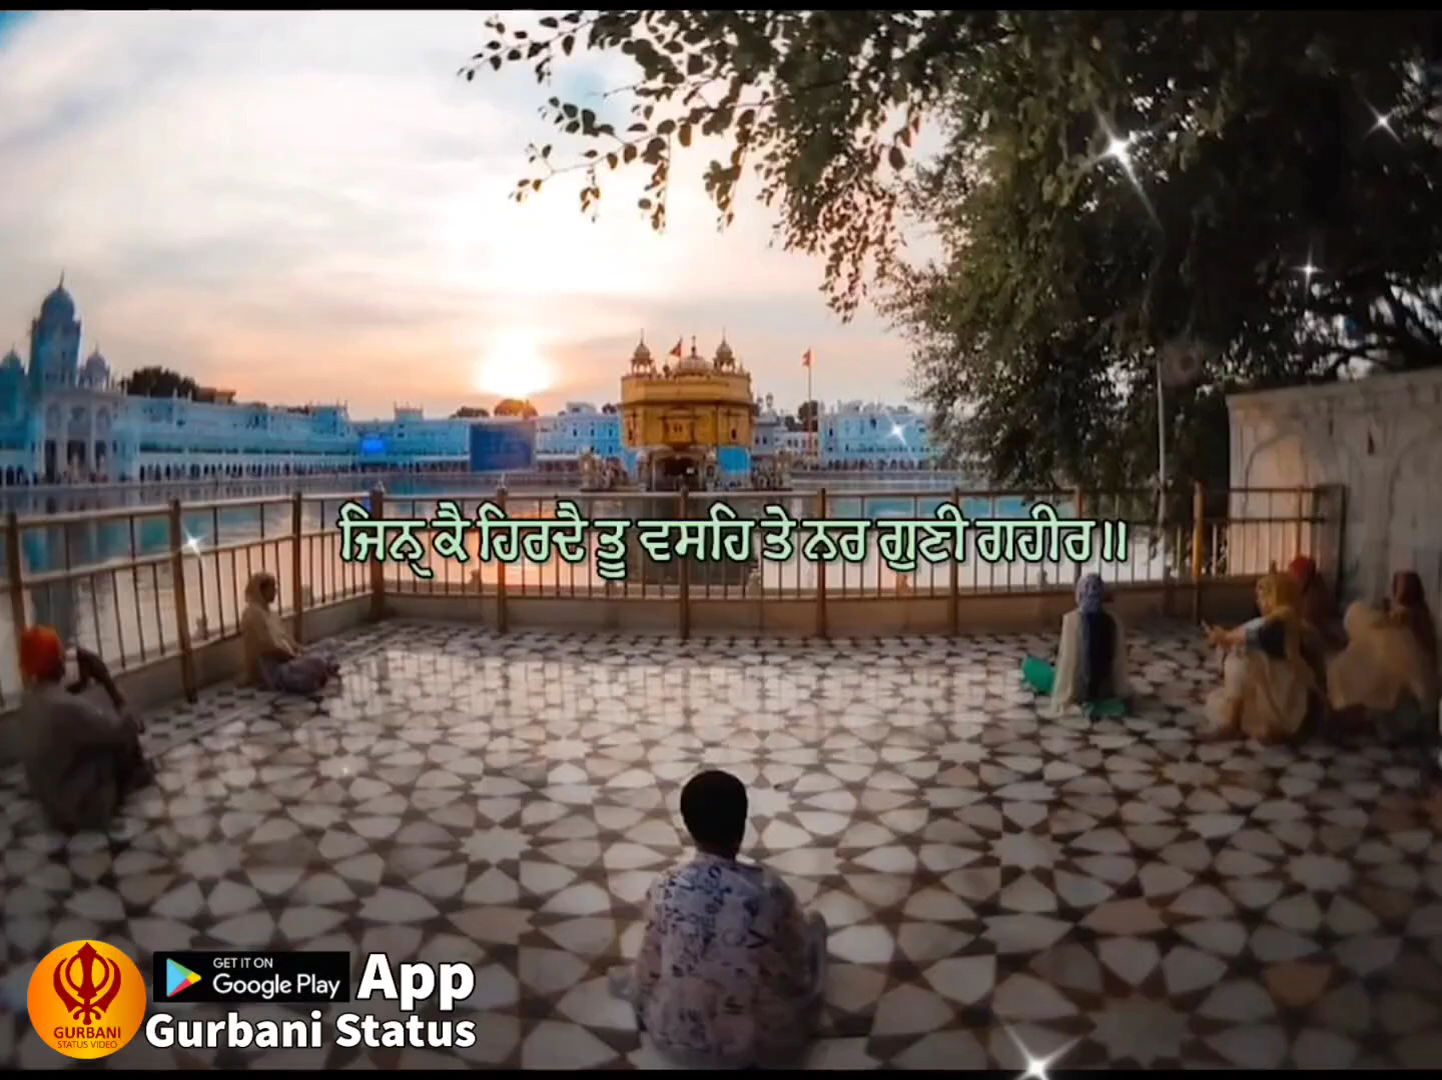 ਜਿਨੑ ਕੈ ਹਿਰਦੈ ਤੂ ਵਸਹਿ ਤੇ ਨਰ ਗੁਣੀ ਗਹੀਰ॥
GET IT ON
Google Play
App
Gurbani Status
GURBANI
STATUS VIDEO